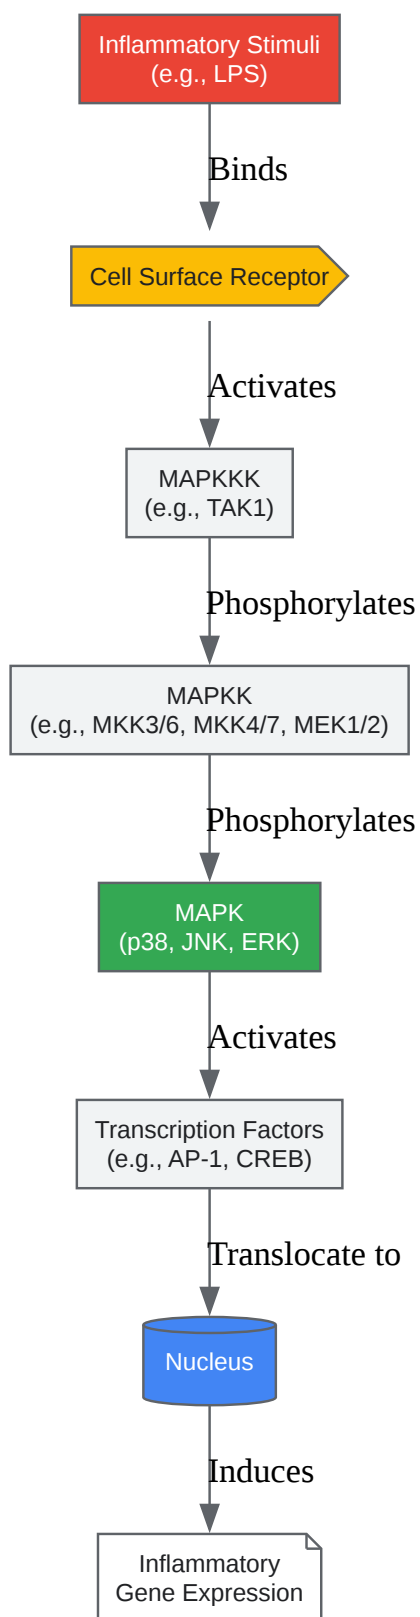 Inflammatory Stimuli
(e.g., LPS)
Binds
Cell Surface Receptor
Activates
MAPKKK
(e.g., TAK1)
Phosphorylates
MAPKK
(e.g., MKK3/6, MKK4/7, MEK1/2)
Phosphorylates
MAPK
(p38, JNK, ERK)
Activates
Transcription Factors
(e.g., AP-1, CREB)
Translocate to
Nucleus
Induces
Inflammatory
Gene Expression